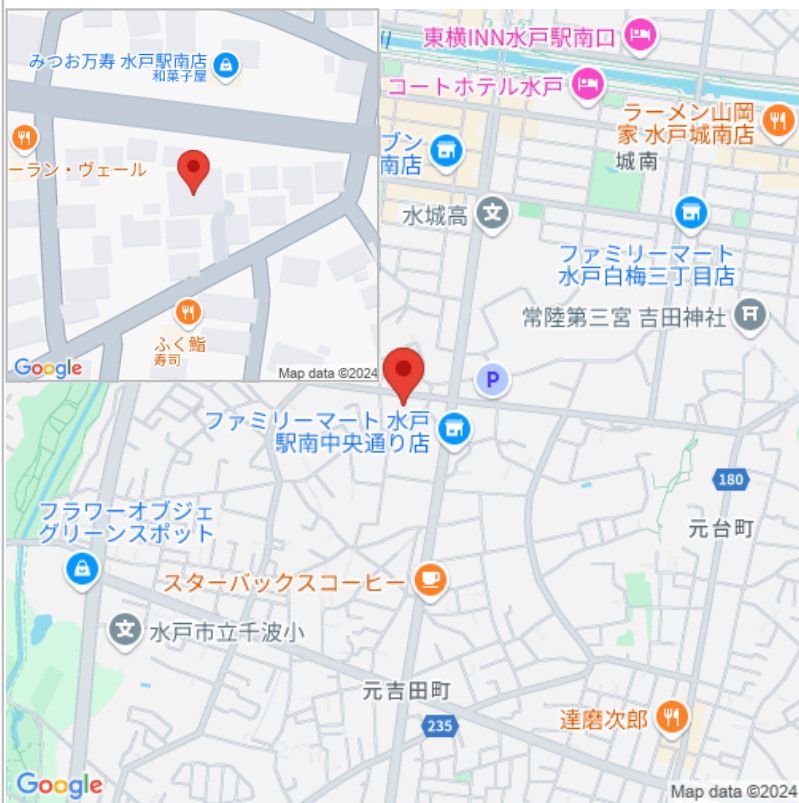 東横INN水戸駅南口
みつお万寿 水戸駅南店
和菓子屋
コートホテル水戸
ラーメン山岡
家 水戸城南店
ブン
南店
城南
ーラン・ヴェール
水城高
ファミリーマート
水戸白梅三丁目店
常陸第三宮 吉田神社
ふく鮨
寿司
Google
Map data ©2024
P
ファミリーマート 水戸
駅南中央通り店
180
フラワーオブジェ
グリーンスポット
元台町
スターバックスコーヒー
文
水戸市立千波小
元吉田町
235
達磨次郎
Google
Map data ©2024